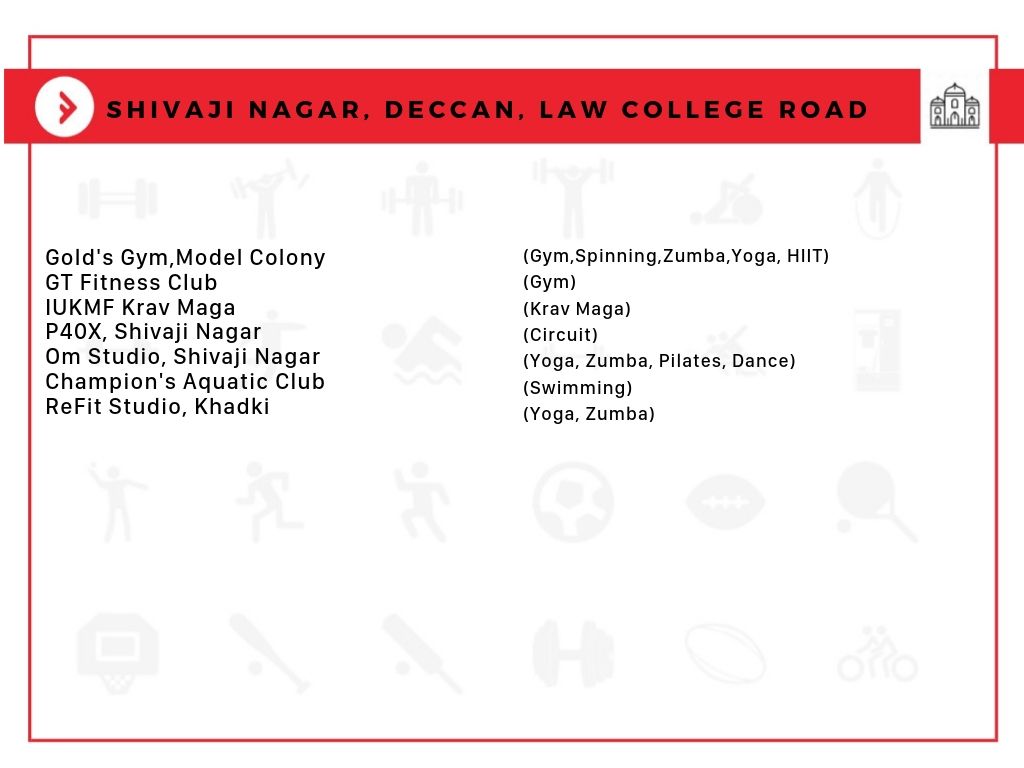 SHIVAJI NAGAR, DECCAN, LAW COLLEGE ROAD
Gold's Gym,Model Colony
(Gym,Spinning,Zumba,Yoga, HIIT)
GT Fitness Club
(Gym)
IUKMF Krav Maga
(Krav Maga)
P40X, Shivaji Nagar
(Circuit)
Om Studio, Shivaji Nagar
(Yoga, Zumba, Pilates, Dance)
Champion's Aquatic Club
(Swimming)
ReFit Studio, Khadki
(Yoga, Zumba)